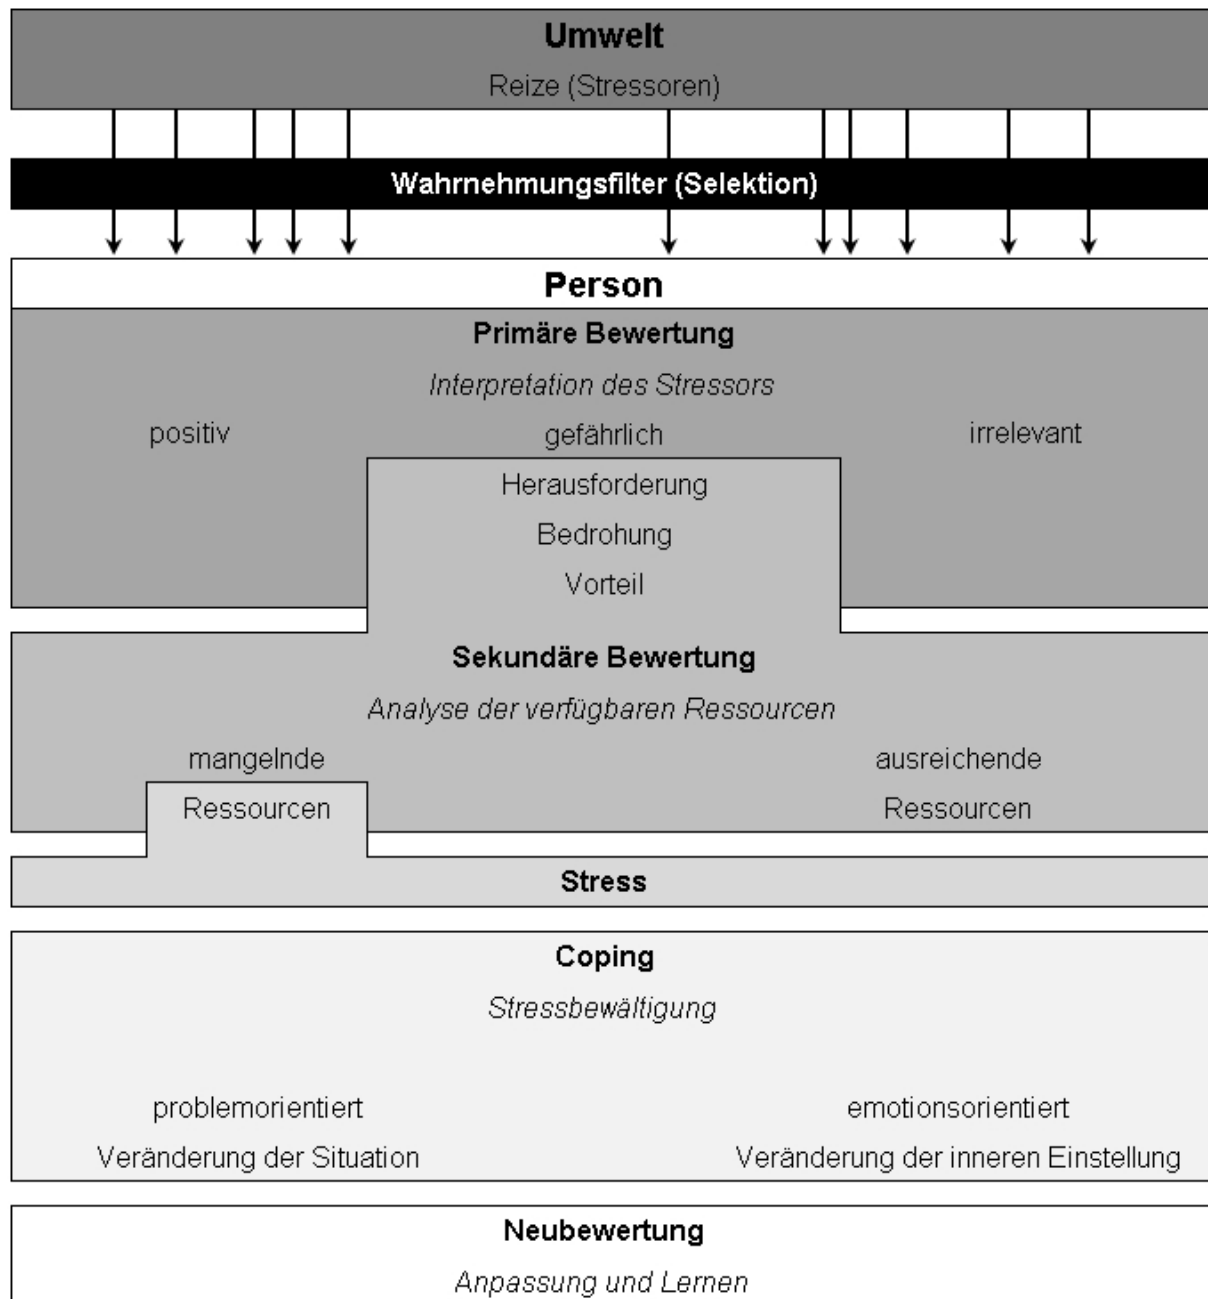 Umwelt
Reize (Stressoren)
Wahrnehmungsfilter (Selektion)
Person
Primäre Bewertung
Interpretation des Stressors
positiv gefährlich irrelevant
Herausforderung
Bedrohung
Vorteil
Sekundäre Bewertung
Analyse der verfügbaren Ressourcen
mangelnde ausreichende
Ressourcen Ressourcen
Stress
Coping
Stressbewältigung
problemorientiert emotionsorientiert
Veränderung der Situation Veränderung der inneren Einstellung
Neubewertung
Anpassung und Lernen